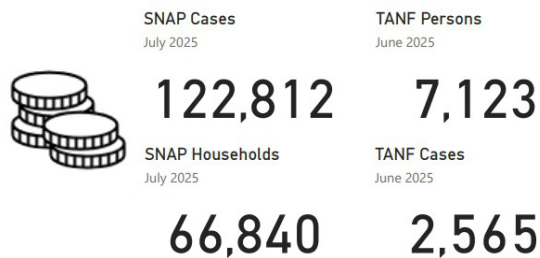 SNAP Cases
July 2025
122,812
TANF Persons
June 2025
7,123
SNAP Households
July 2025
66,840
TANF Cases
June 2025
2,565